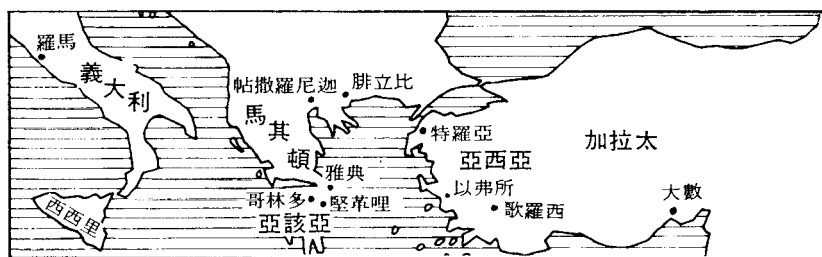 羅馬
義大利
西西里
帖撒羅尼迦
腓立比
馬其頓
雅典
哥林多
堅革哩
亞該亞
特羅亞
亞西亞
以弗所
歌羅西
加拉太
大數